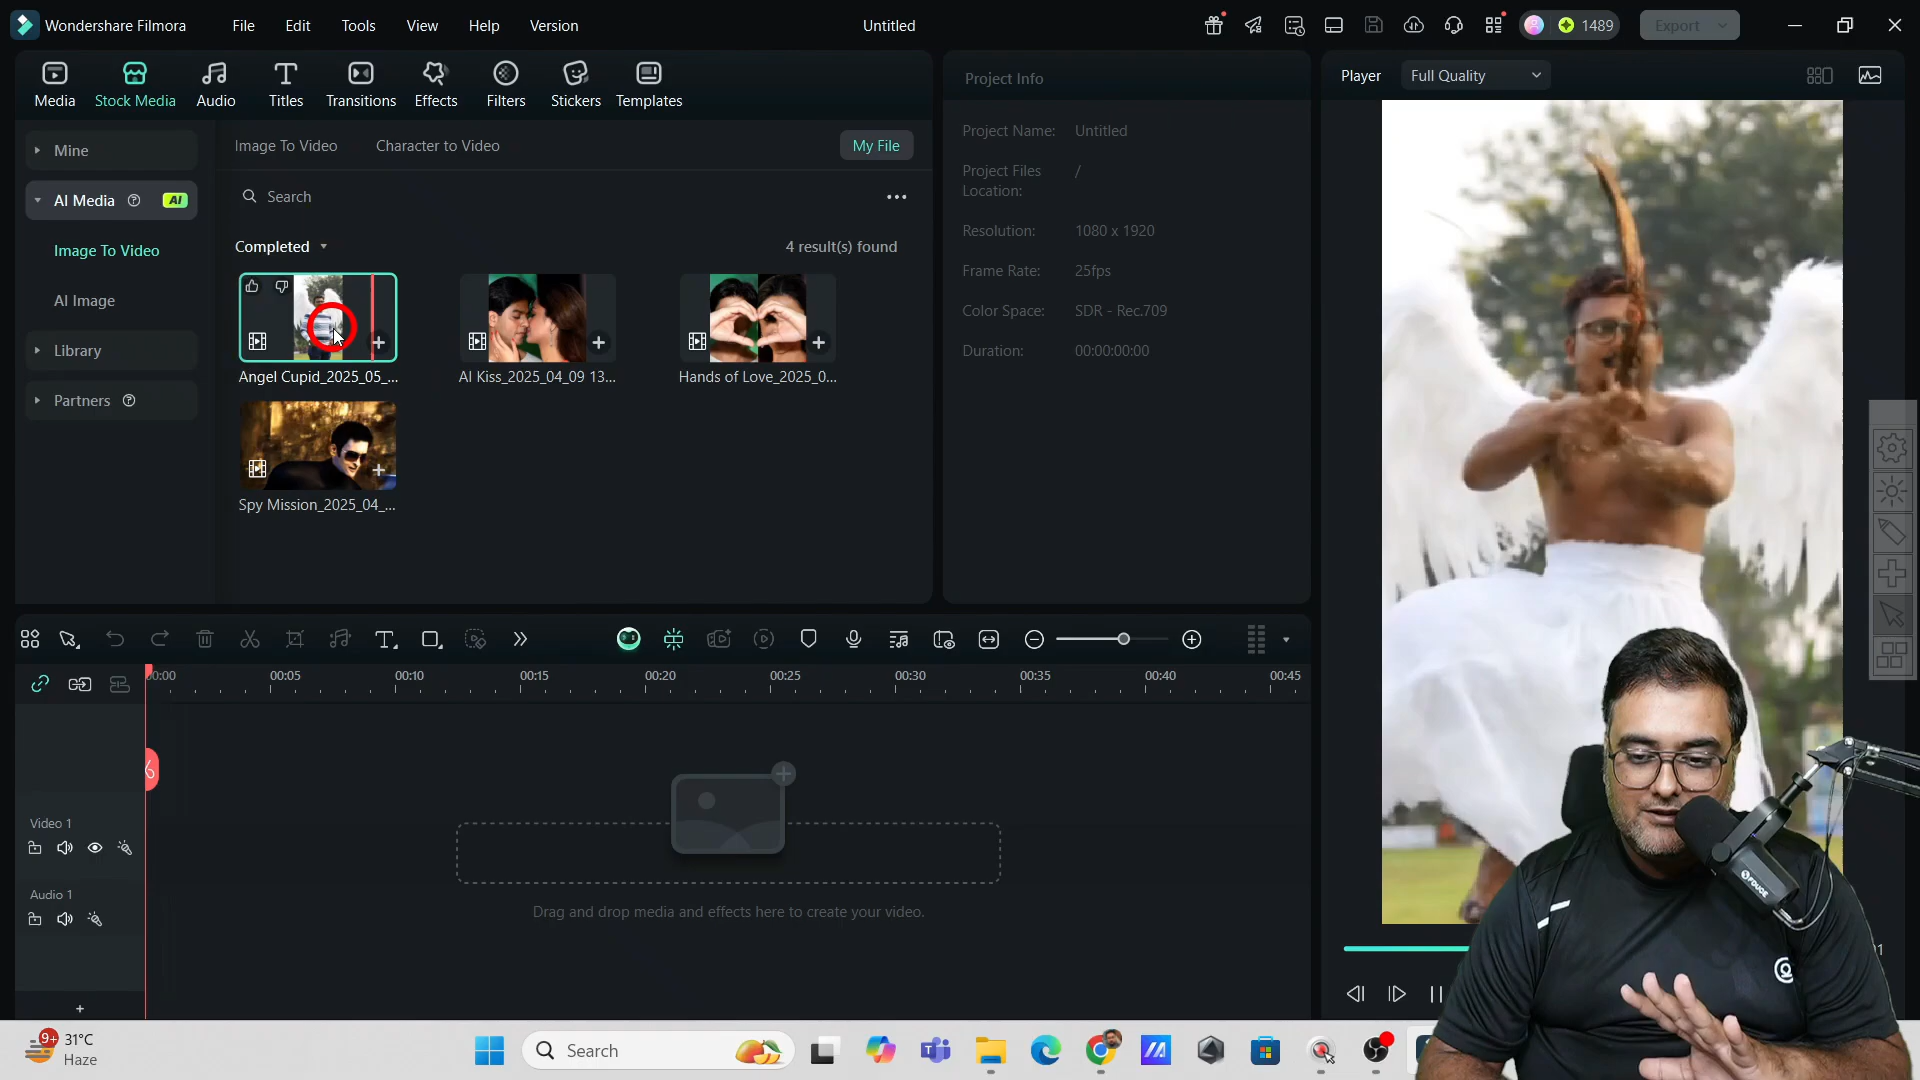 Wondershare Filmora File Edit Tools View Help Version Untitled 1489 Export
Media Stock Media Audio Titles Transitions Effects Filters Stickers Templates
Mine
AI Media AI
Image To Video
AI Image
Library
Partners
Image To Video Character to Video My File
Search
Completed 4 result(s) found
Angel Cupid_2025_05_... AI Kiss_2025_04_09 13... Hands of Love_2025_0...
Spy Mission_2025_04_...
Project Info
Project Name: Untitled
Project Files Location: /
Resolution: 1080 x 1920
Frame Rate: 25fps
Color Space: SDR - Rec.709
Duration: 00:00:00:00
Player Full Quality
00:00 00:05 00:10 00:15 00:20 00:25 00:30 00:35 00:40 00:45
Video 1
Audio 1
Drag and drop media and effects here to create your video.
9+ 31°C
Haze
Search